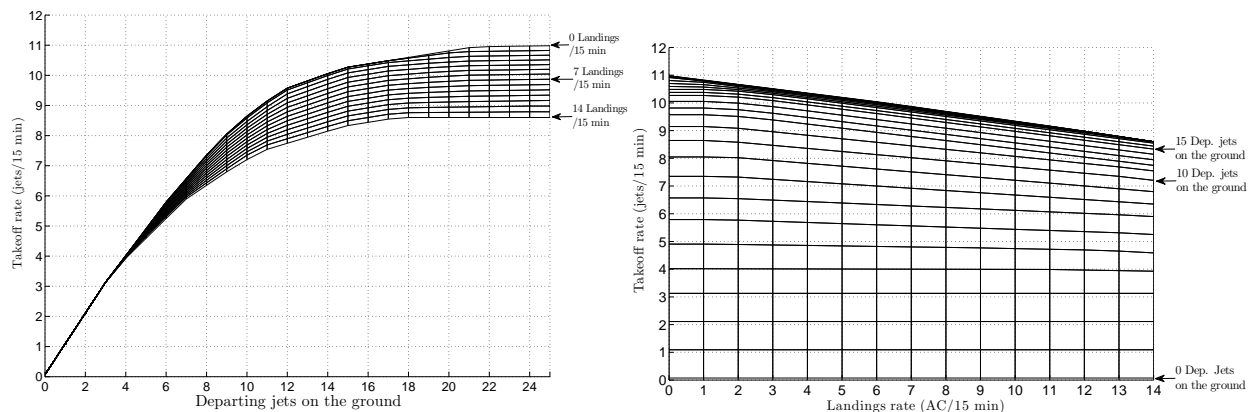 12
11
10
9
8
7
6
5
4
3
2
1
0
Takeoff rate (jets/15 min)
0 2 4 6 8 10 12 14 16 18 20 22 24
Departing jets on the ground
0 Landings
/15 min
7 Landings
/15 min
14 Landings
/15 min
12
11
10
9
8
7
6
5
4
3
2
1
0
Takeoff rate (jets/15 min)
0 1 2 3 4 5 6 7 8 9 10 11 12 13 14
Landings rate (AC/15 min)
15 Dep. jets
on the ground
10 Dep. jets
on the ground
0 Dep. Jets
on the ground